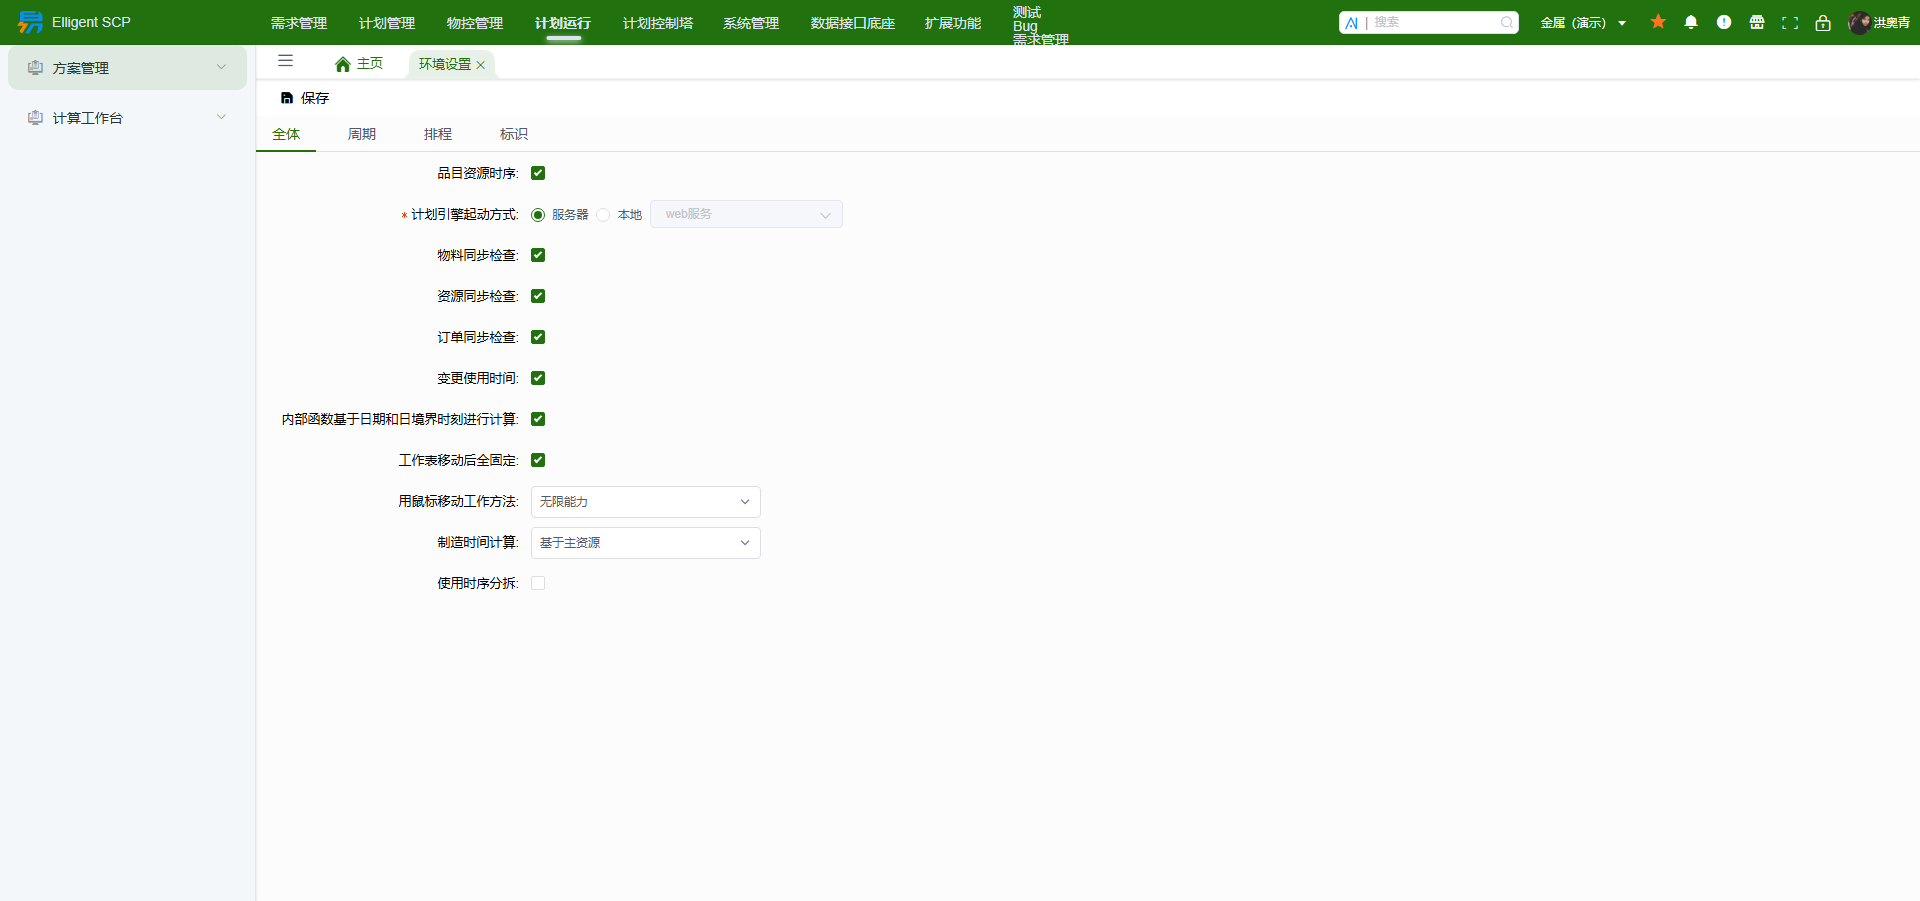 Elligent SCP
需求管理
计划管理
物控管理
计划运行
计划控制塔
系统管理
数据接口底座
扩展功能
测试
Bug
需求管理
AI | 搜索
金属（演示）
洪奥青
方案管理
计算工作台
主页
环境设置
保存
全体
周期
排程
标识
品目资源时序:
* 计划引擎起动方式: 服务器 本地 web服务
物料同步检查:
资源同步检查:
订单同步检查:
变更使用时间:
内部函数基于日期和日境界时刻进行计算:
工作表移动后全固定:
用鼠标移动工作方法: 无限能力
制造时间计算: 基于主资源
使用时序分拆: